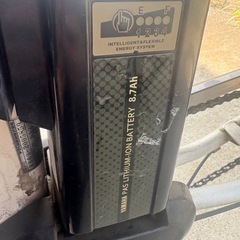 E F
INTELLIGENT&FLEXIBLE
ENERGY SYSTEM
YAMAHA PAS LITHIUM-ION BATTERY 8.7Ah